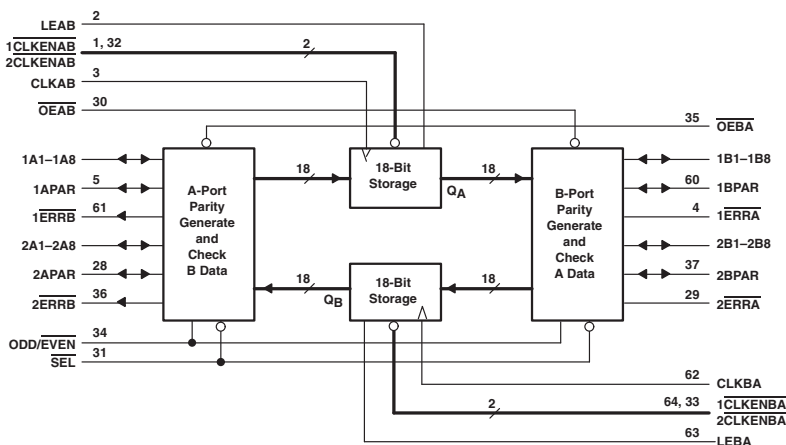 LEAB 2
1CLKENAB 1, 32 2
2CLKENAB
CLKAB 3
OEAB 30
35 OEBA
1A1–1A8
1APAR 5
1ERRB 61
2A1–2A8
2APAR 28
2ERRB 36
A-Port
Parity
Generate
and
Check
B Data
18
18-Bit
Storage
QA
18
18
QB
18-Bit
Storage
18
B-Port
Parity
Generate
and
Check
A Data
1B1–1B8
60 1BPAR
4 1ERRA
2B1–2B8
37 2BPAR
29 2ERRA
ODD/EVEN 34
SEL 31
62 CLKBA
2 64, 33 1CLKENBA
2CLKENBA
63 LEBA